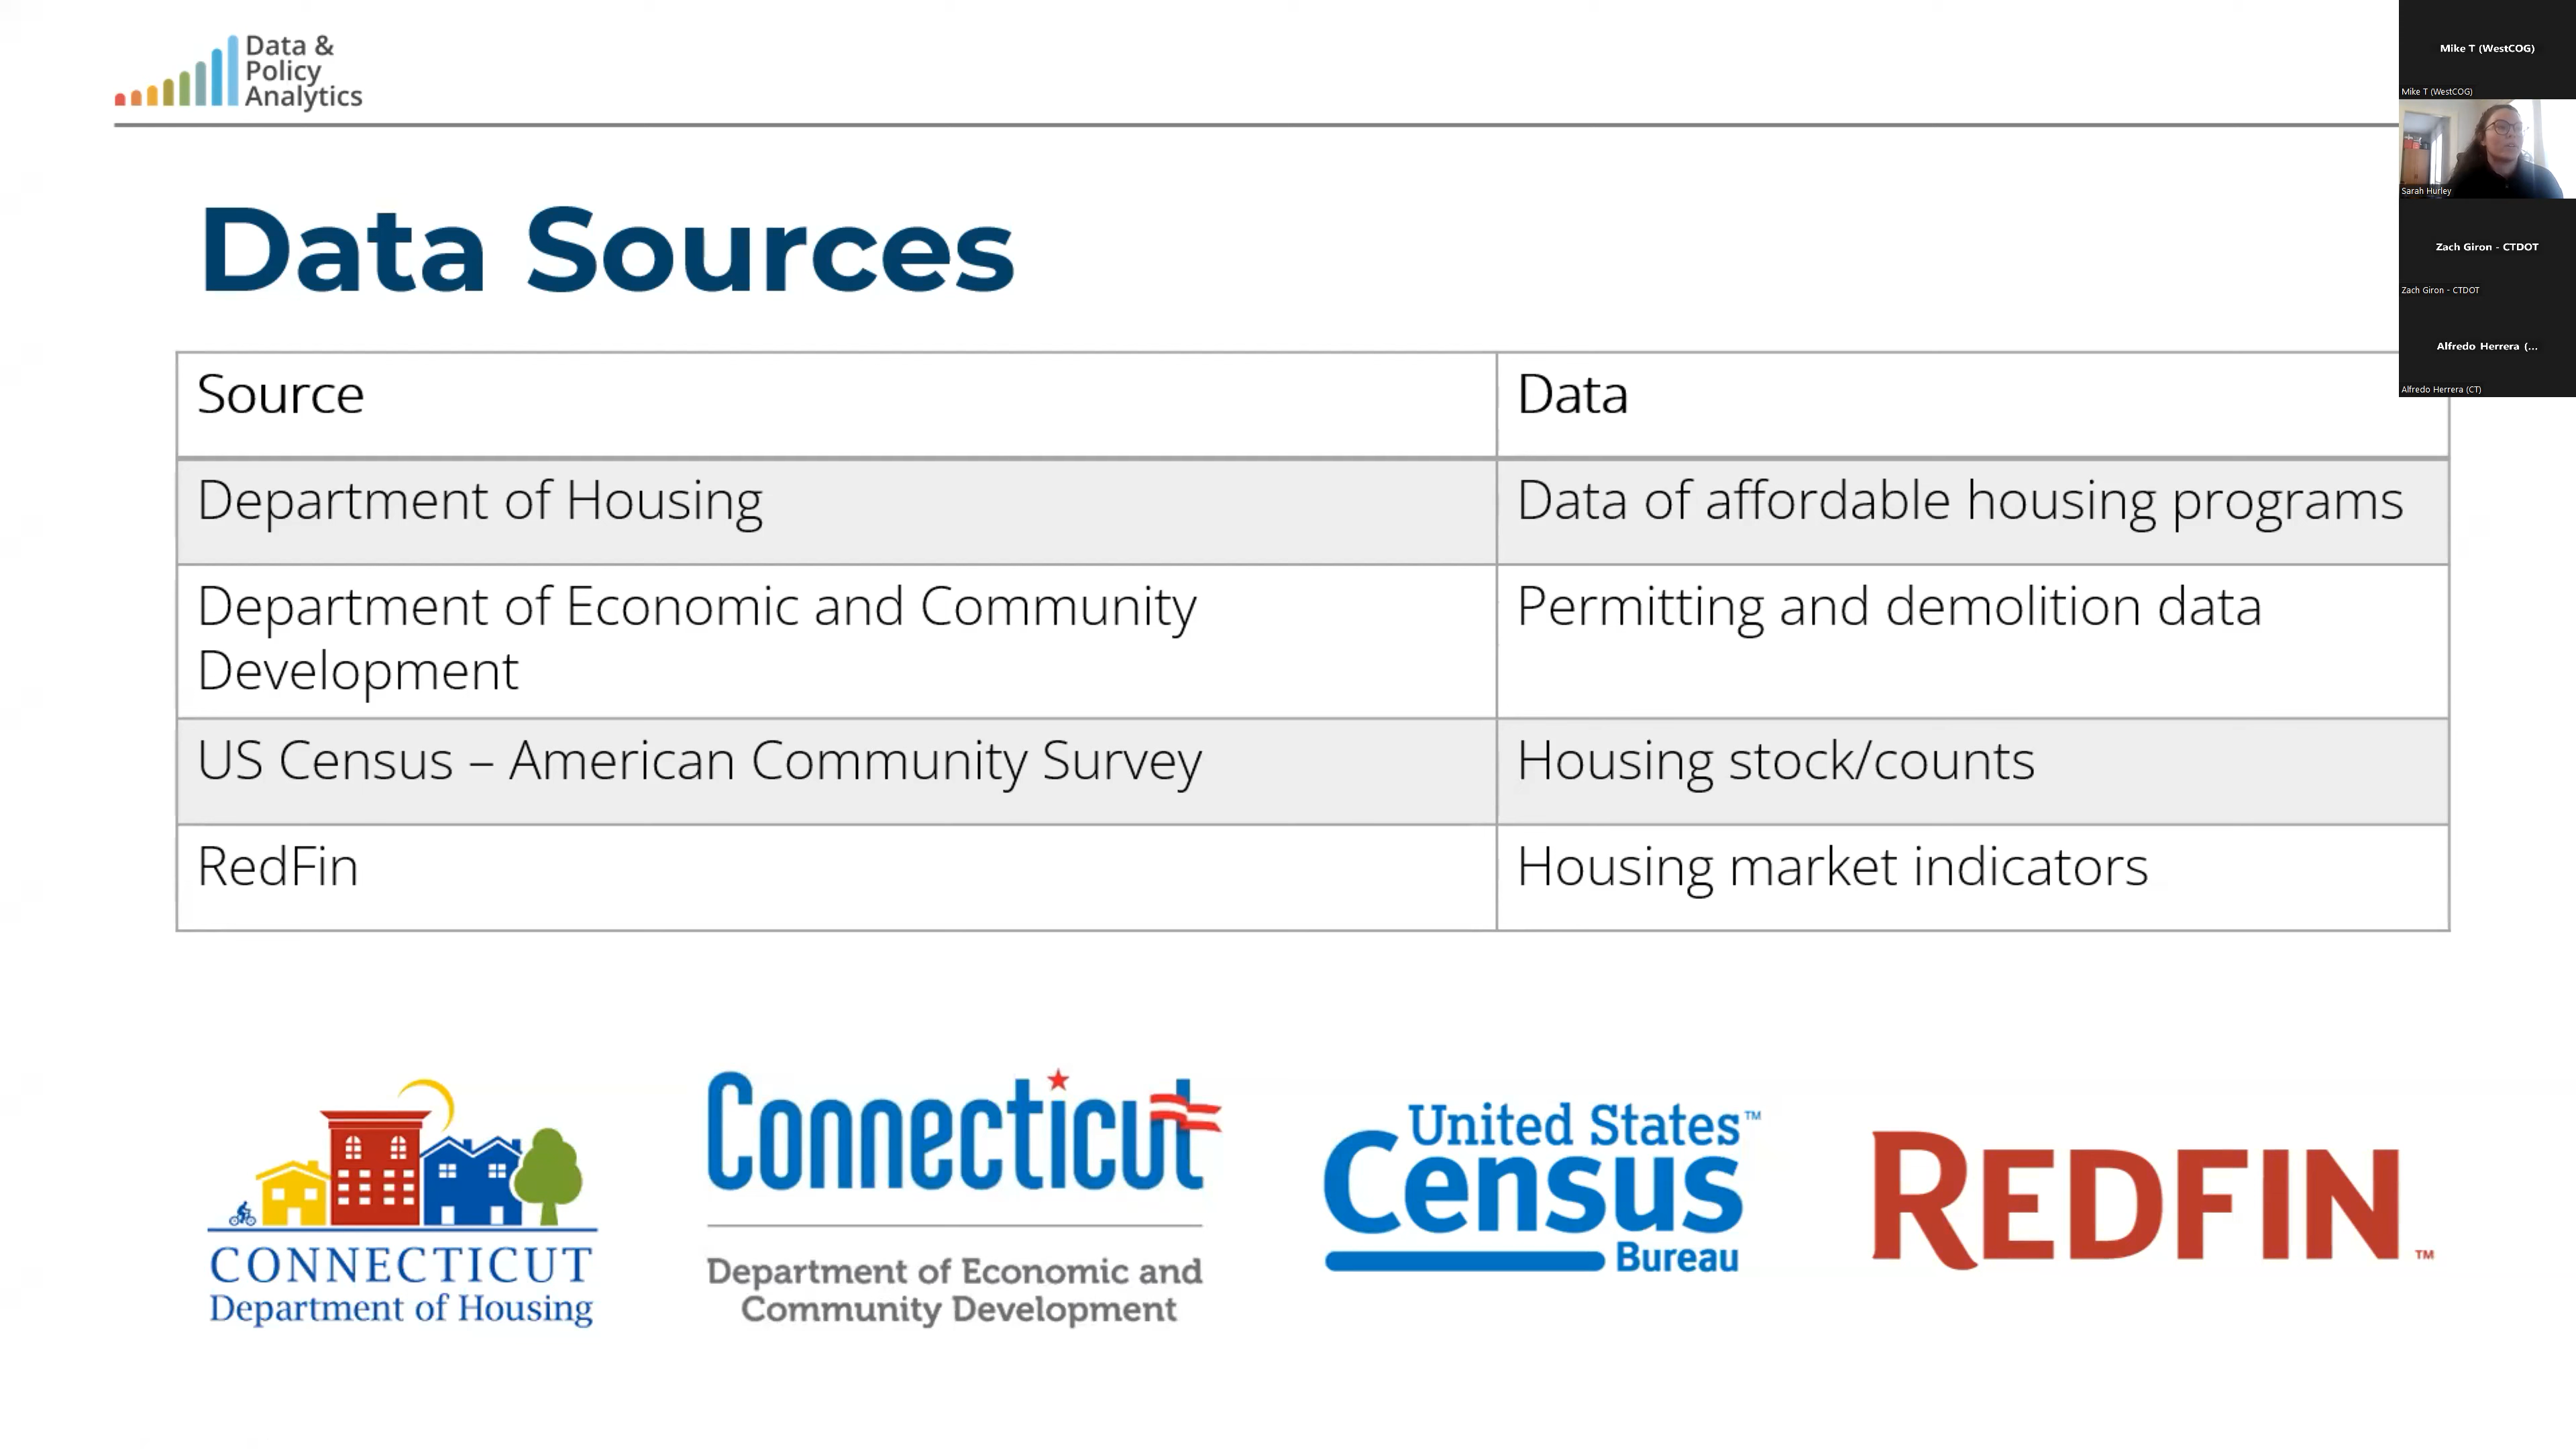 Data &
Policy
Analytics
Mike T (WestCOG)
Mike T (WestCOG)
Sarah Hurley
Zach Giron - CTDOT
Zach Giron - CTDOT
Alfredo Herrera (...
Alfredo Herrera (CT)
Data Sources
Source
Data
Department of Housing
Data of affordable housing programs
Department of Economic and Community
Development
Permitting and demolition data
US Census – American Community Survey
Housing stock/counts
RedFin
Housing market indicators
CONNECTICUT
Department of Housing
Connecticut
Department of Economic and
Community Development
United States™
Census
Bureau
REDFIN™